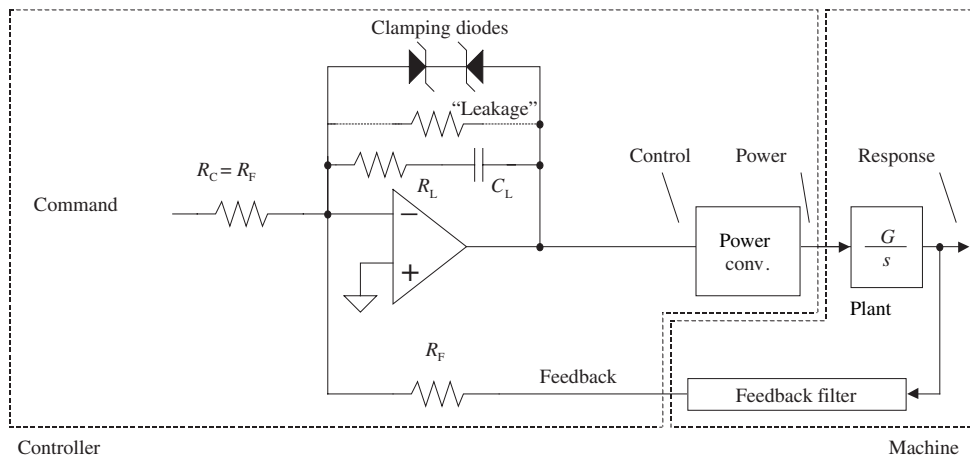 Clamping diodes
“Leakage”
R_C = R_F
R_L
C_L
Control
Power
Response
Command
−
+
Power
conv.
G
s
Plant
R_F
Feedback
Feedback filter
Controller
Machine